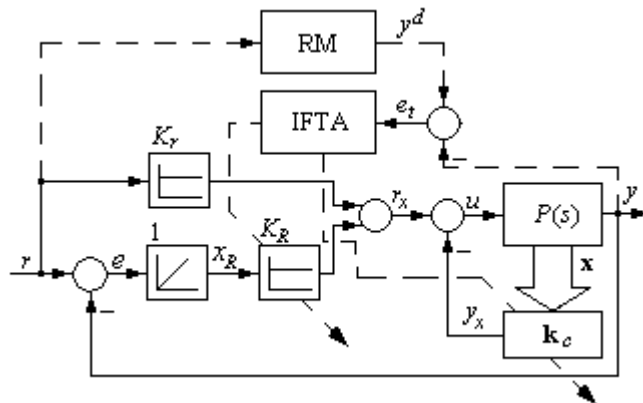 RM
y^d
IFTA
e_t
K_r
r_x
u
P(s)
y
1
K_R
r
e
x_R
x
y_x
k_c